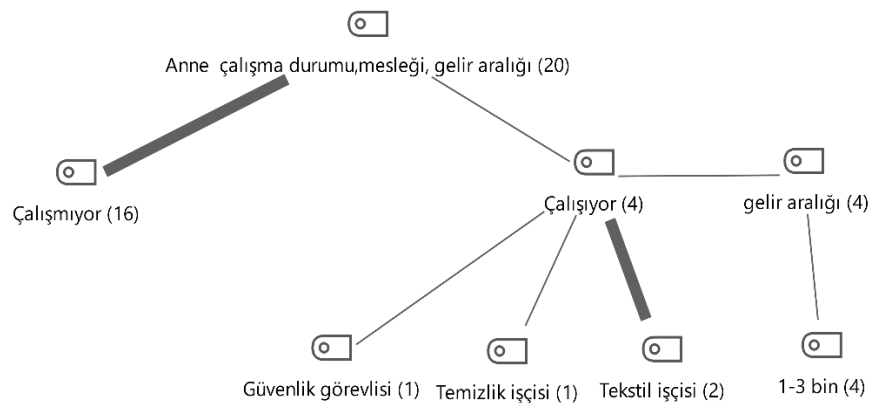 Anne çalışma durumu,mesleği, gelir aralığı (20)
Çalışmıyor (16)
Çalışıyor (4)
gelir aralığı (4)
Güvenlik görevlisi (1)
Temizlik işçisi (1)
Tekstil işçisi (2)
1-3 bin (4)